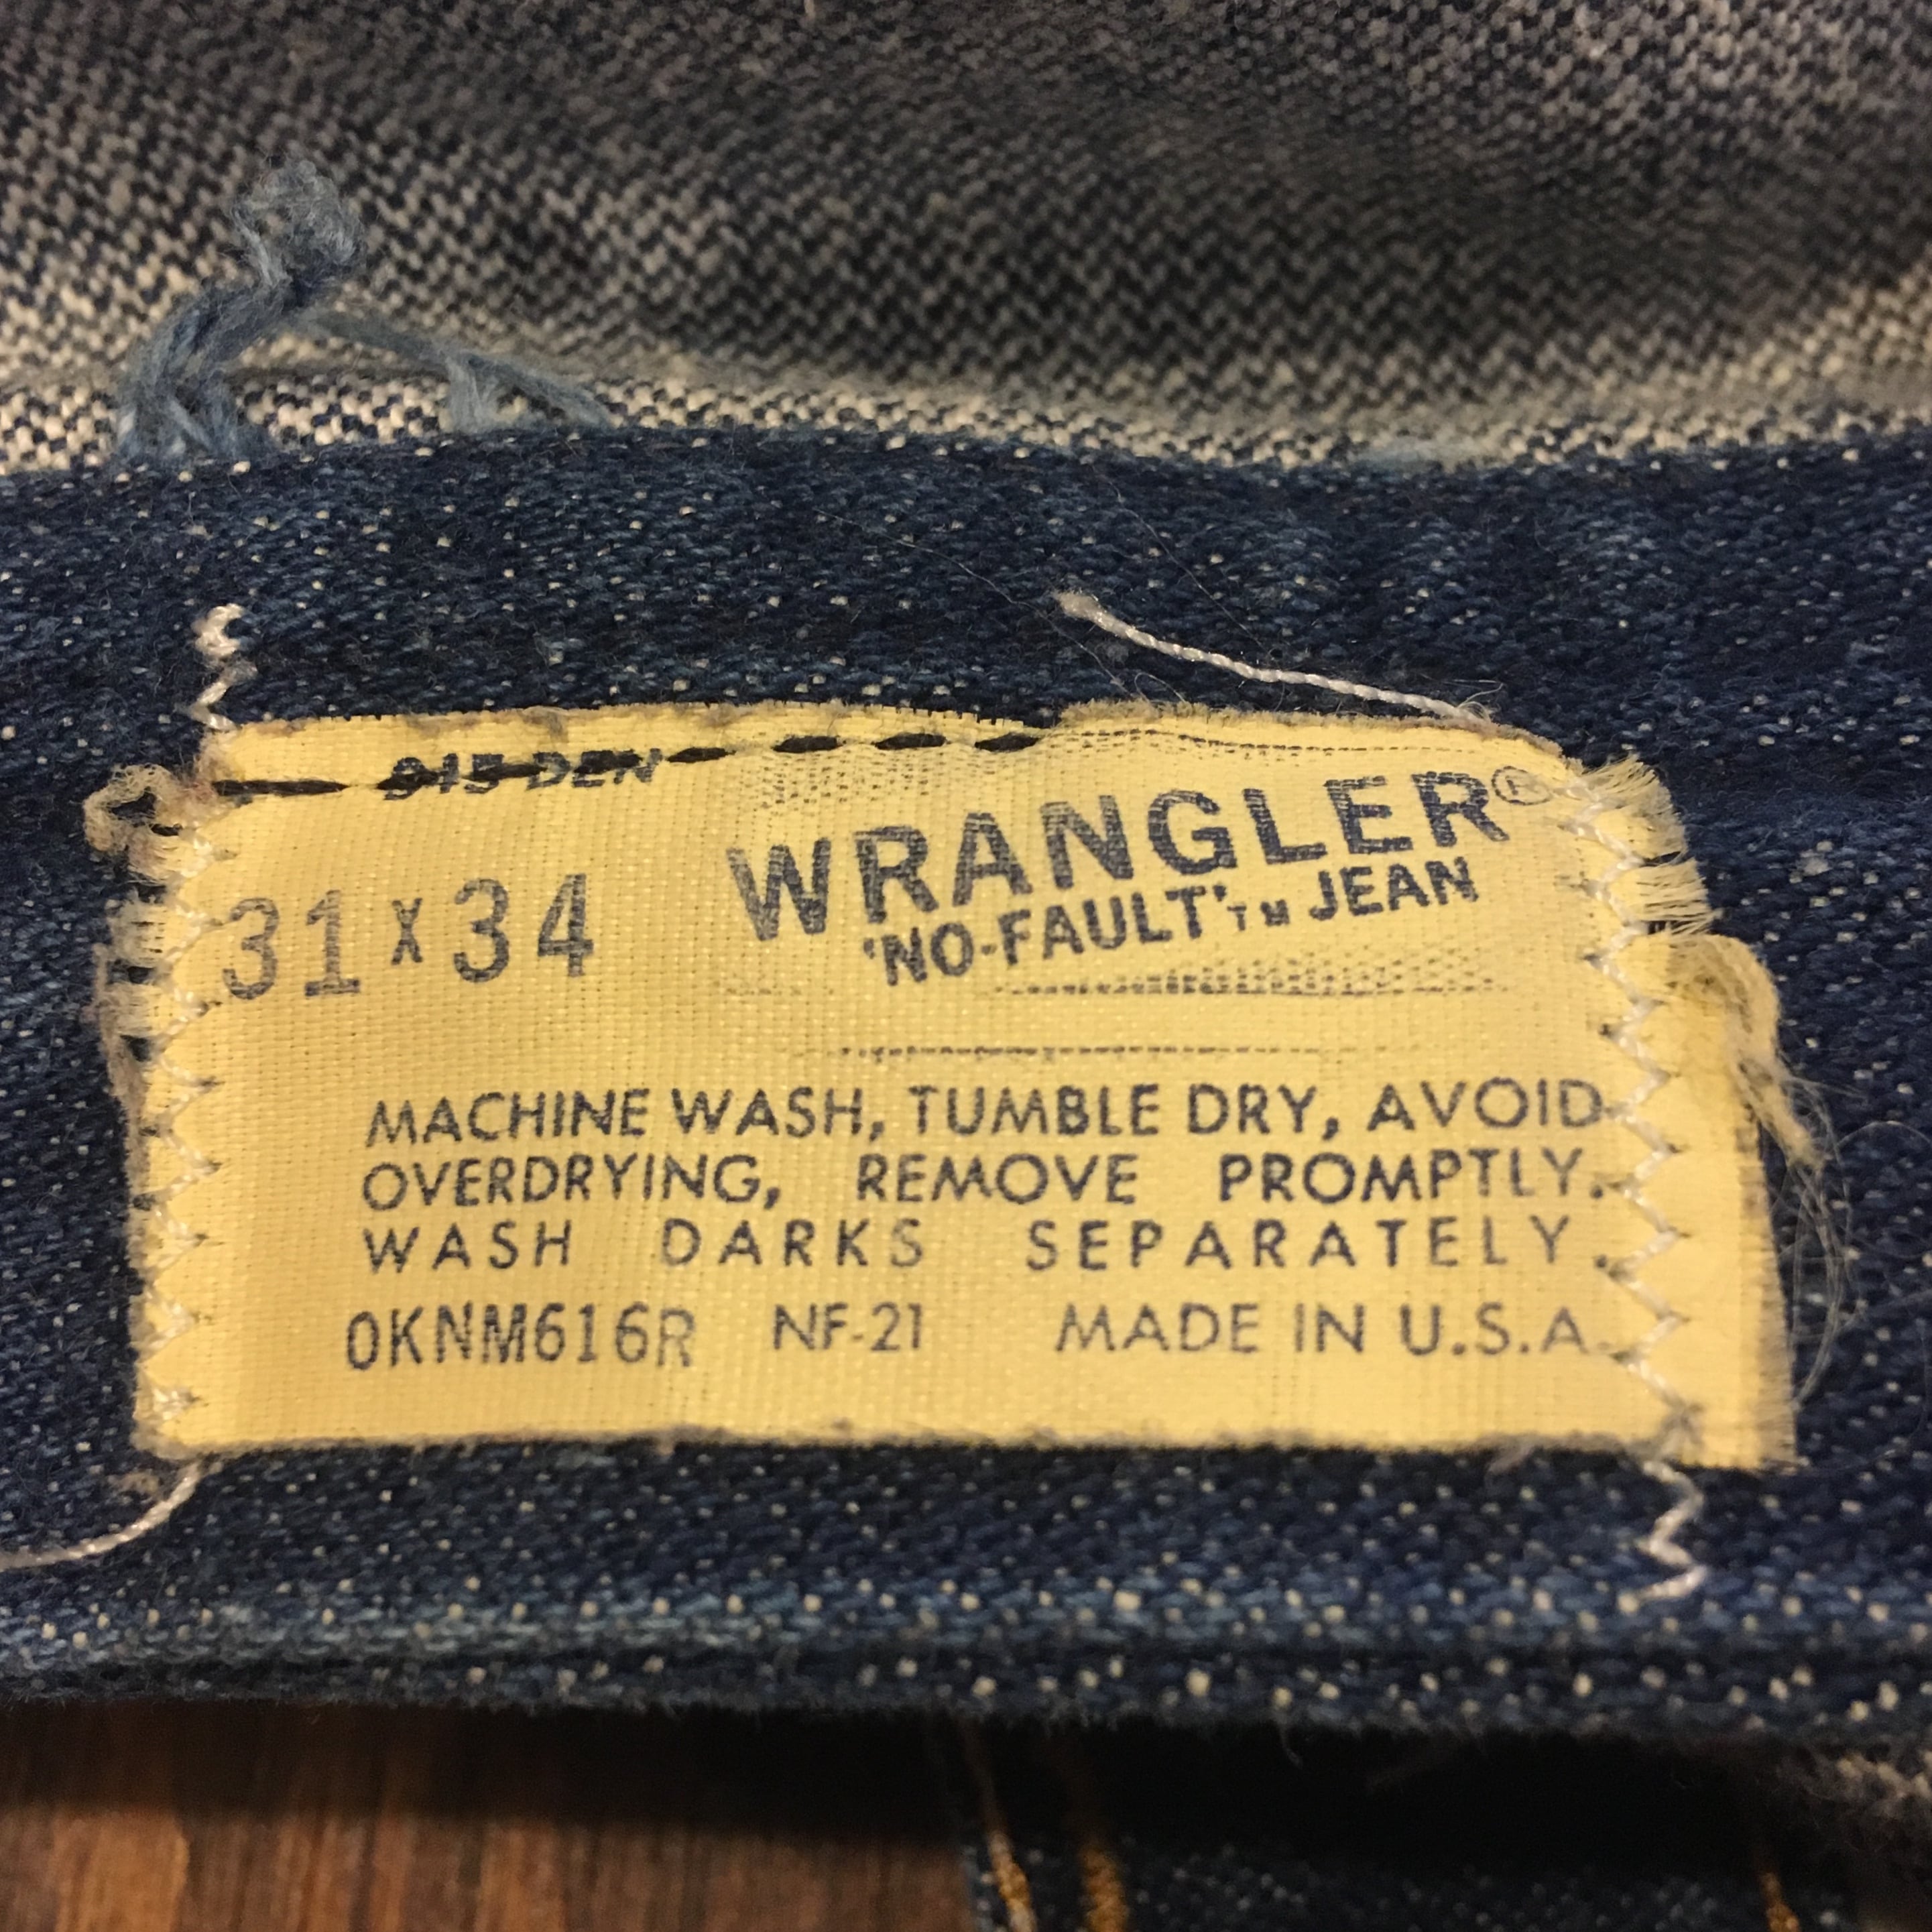 945 DEN
WRANGLER®
31 X 34
'NO-FAULT'TM JEAN
MACHINE WASH, TUMBLE DRY, AVOID
OVERDRYING, REMOVE PROMPTLY.
WASH DARKS SEPARATELY.
0KNM616R NF-21 MADE IN U.S.A.